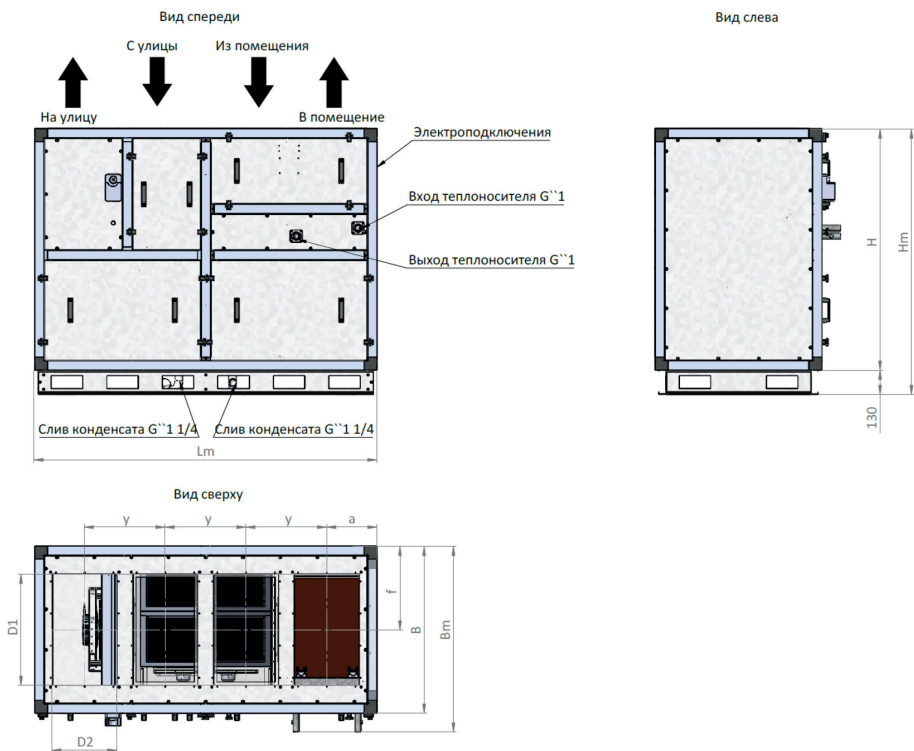 Вид спереди
Вид слева
С улицы
Из помещения
На улицу
В помещение
Электроподключения
Вход теплоносителя G``1
Выход теплоносителя G``1
H
Hm
130
Слив конденсата G``1 1/4
Слив конденсата G``1 1/4
Lm
Вид сверху
y
y
y
a
D1
f
B
Bm
D2